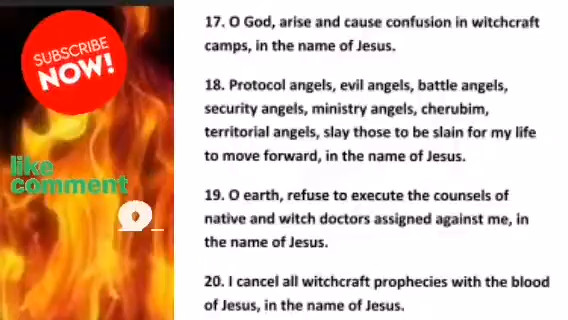 SUBSCRIBE
NOW!
like
comment
17. O God, arise and cause confusion in witchcraft
camps, in the name of Jesus.
18. Protocol angels, evil angels, battle angels,
security angels, ministry angels, cherubim,
territorial angels, slay those to be slain for my life
to move forward, in the name of Jesus.
19. O earth, refuse to execute the counsels of
native and witch doctors assigned against me, in
the name of Jesus.
20. I cancel all witchcraft prophecies with the blood
of Jesus, in the name of Jesus.